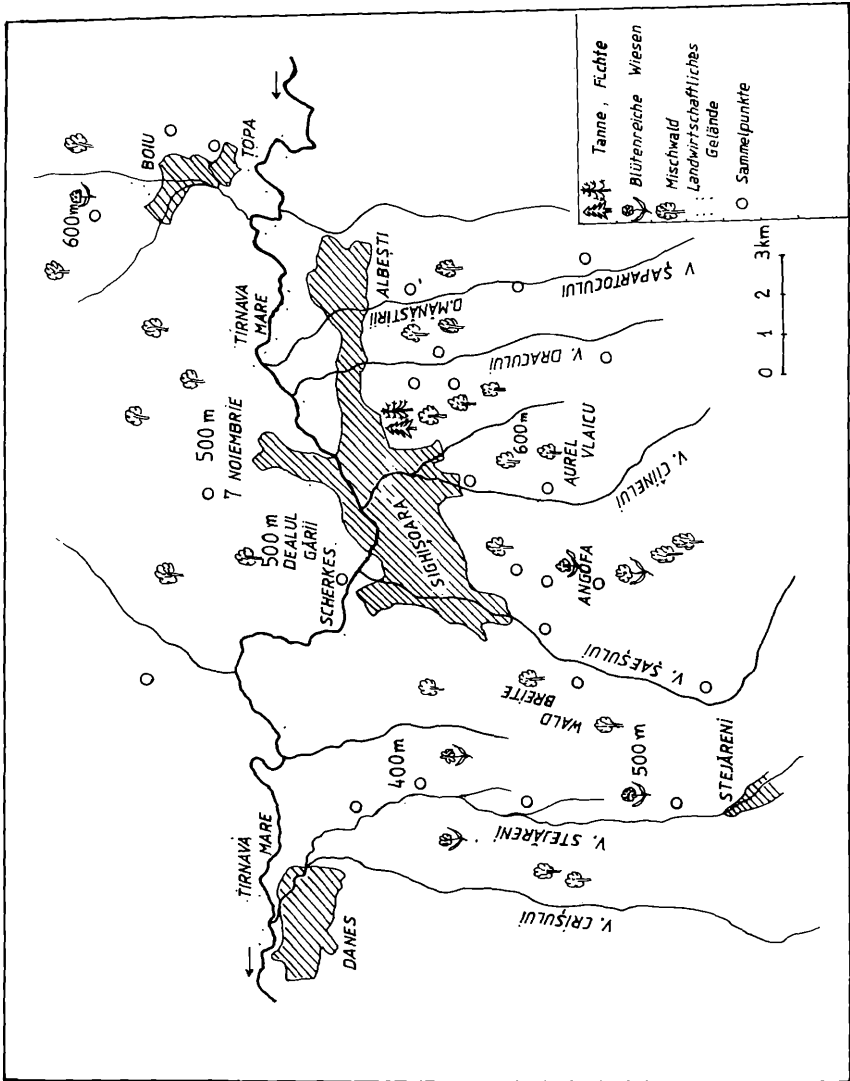 BOIU
TOPA
600m
TIRNAVA
MARE
ALBEȘTI
D.MĂNĂSTIRII
V. ȘAPARTOCULUI
V. DRACULUI
500 m
7 NOIEMBRIE
500 m
DEALUL
GĂRII
SCHERKES
SIGHIȘOARA
600m
AUREL
VLAICU
V. CÎINELUI
ANGOFA
V. ȘAEȘULUI
BREITE
WALD
TIRNAVA
MARE
400m
500 m
STEJĂRENI
V. STEJĂRENI
DANES
V. CRIȘULUI
0 1 2 3km
Tanne, Fichte
Blütenreiche Wiesen
Mischwald
Landwirtschaftliches
Gelände
Sammelpunkte